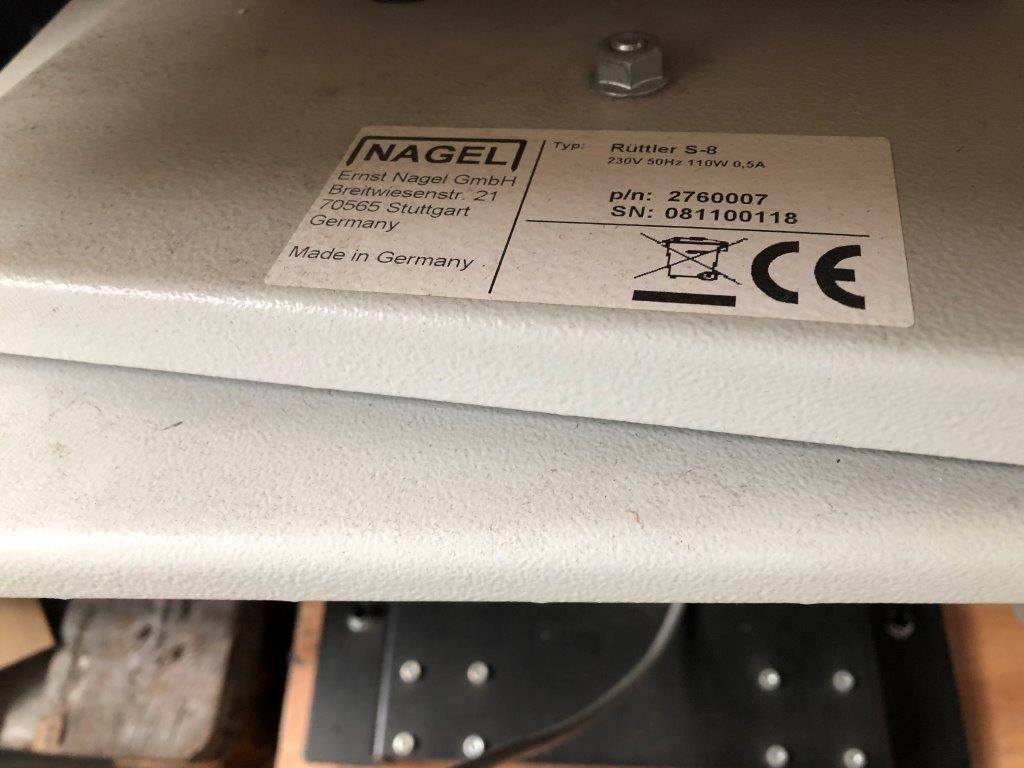 NAGEL
Ernst Nagel GmbH
Breitwiesenstr. 21
70565 Stuttgart
Germany
Made in Germany
Typ: Rüttler S-8
230V 50Hz 110W 0,5A
p/n: 2760007
SN: 081100118
CE